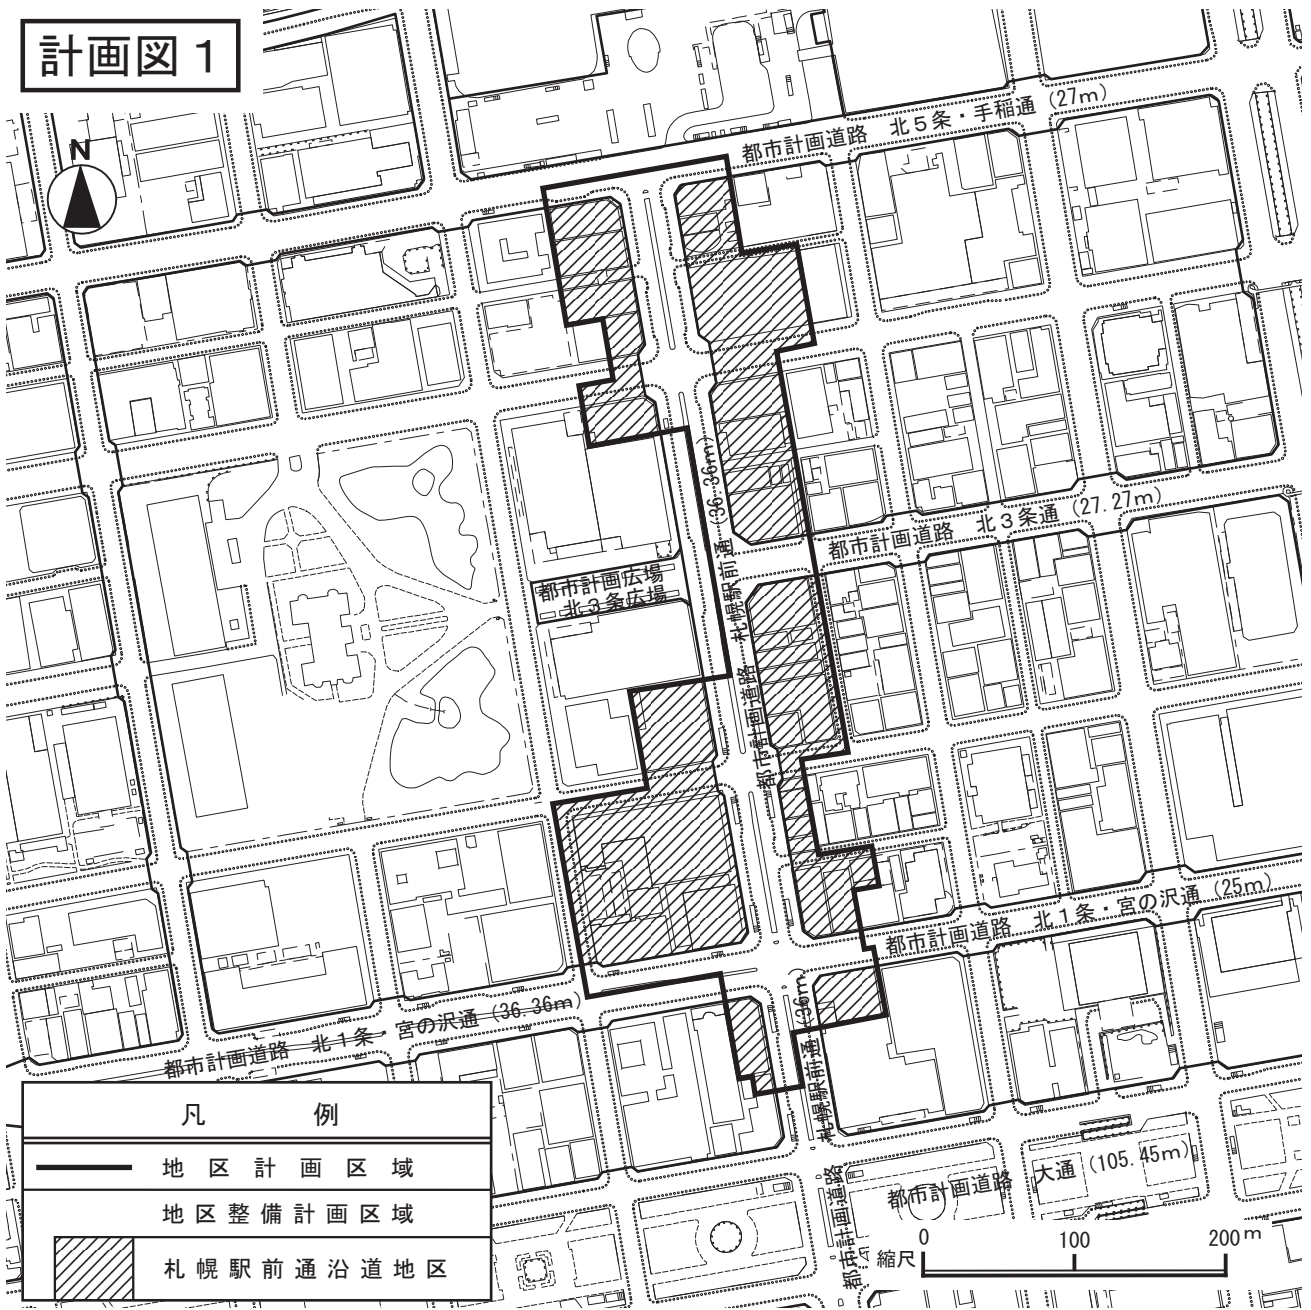 計画図１
N
都市計画道路　北５条・手稲通（27m）
都市計画道路　札幌駅前通（36.36m）
都市計画道路　北３条通（27.27m）
都市計画広場
北３条広場
都市計画道路　北１条・宮の沢通（25m）
都市計画道路　北１条・宮の沢通（36.36m）
都市計画道路　札幌駅前通（36m）
都市計画道路　大通（105.45m）
凡　例
地区計画区域
地区整備計画区域
札幌駅前通沿道地区
縮尺 0 100 200m